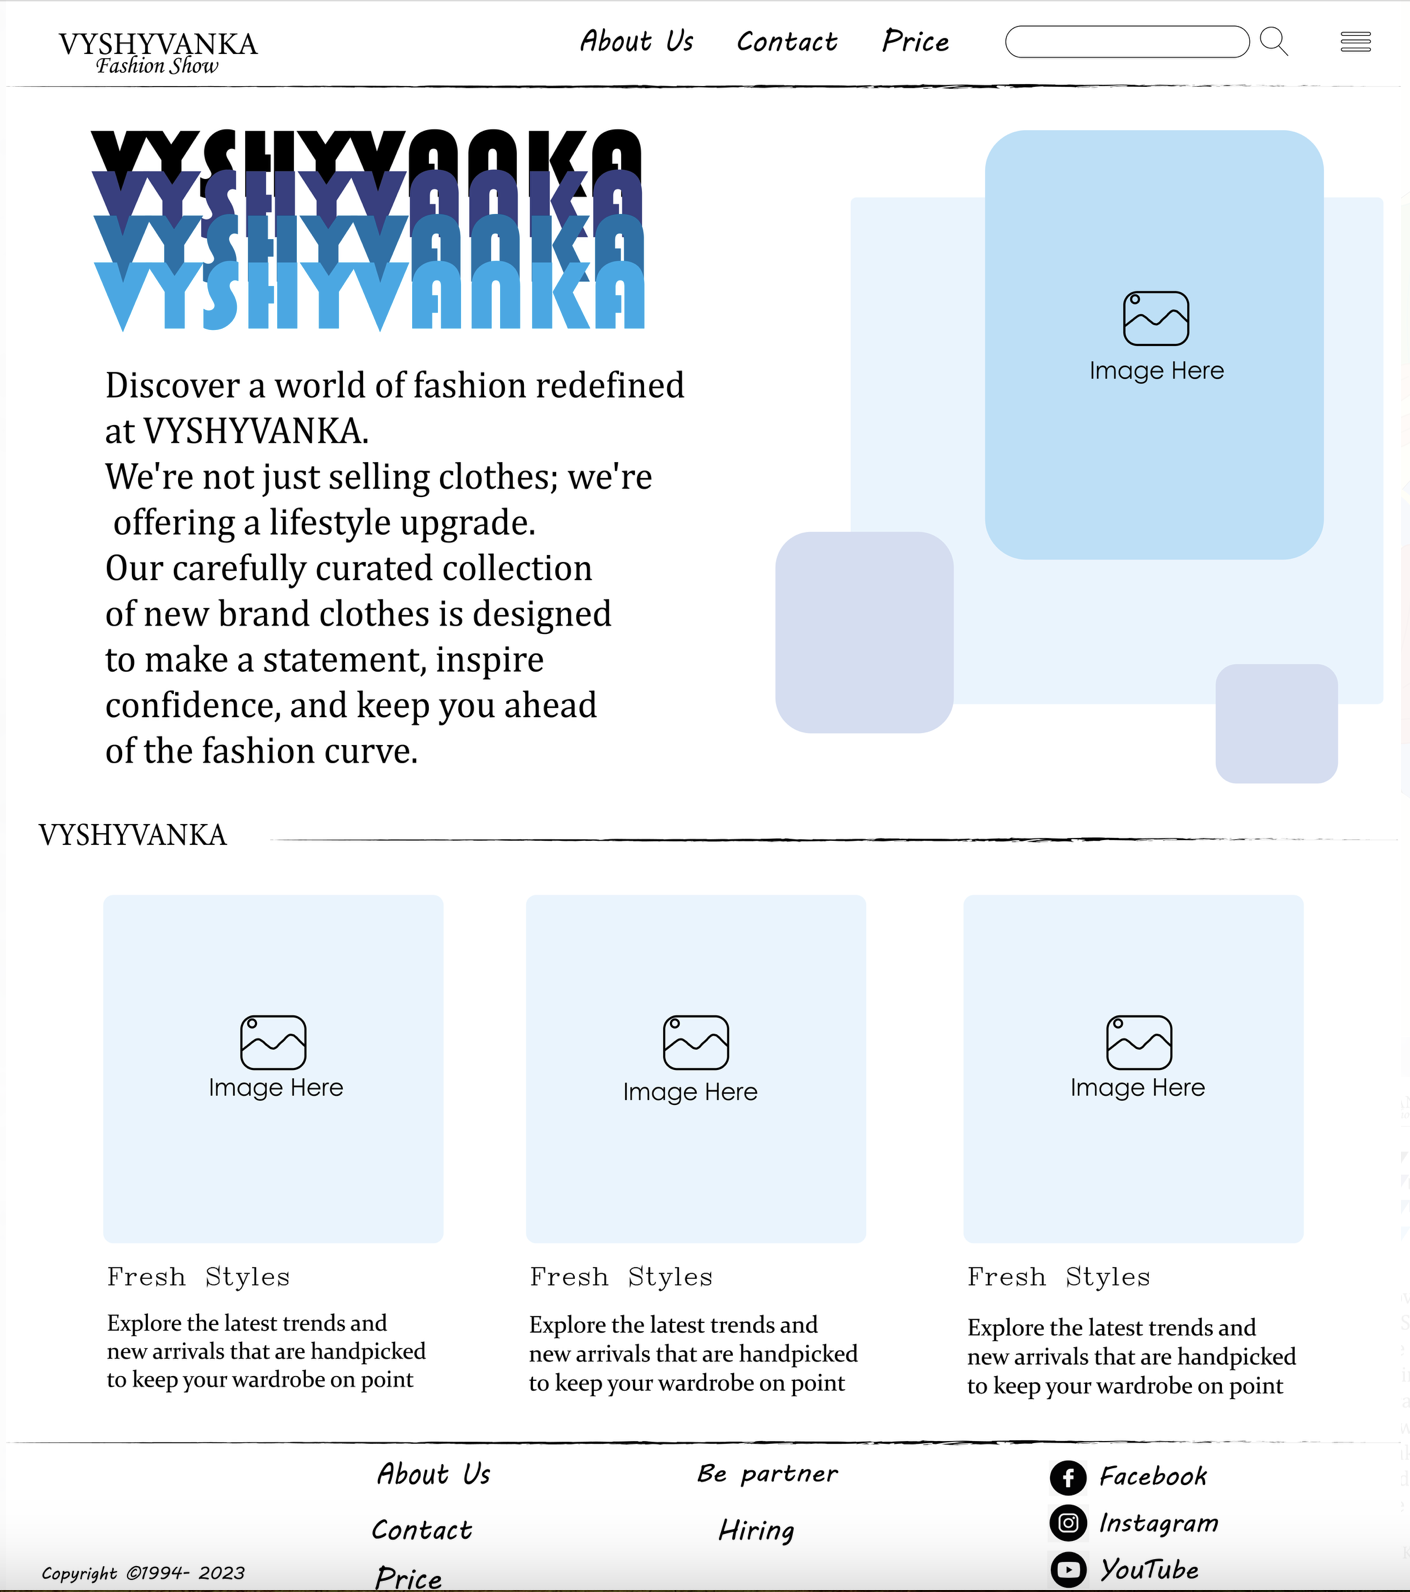 VYSHYVANKA
Fashion Show
About Us
Contact
Price
VYSHYVANKA
VYSHYVANKA
VYSHYVANKA
VYSHYVANKA
Discover a world of fashion redefined
at VYSHYVANKA.
We're not just selling clothes; we're
offering a lifestyle upgrade.
Our carefully curated collection
of new brand clothes is designed
to make a statement, inspire
confidence, and keep you ahead
of the fashion curve.
Image Here
VYSHYVANKA
Image Here
Image Here
Image Here
Fresh Styles
Explore the latest trends and
new arrivals that are handpicked
to keep your wardrobe on point
Fresh Styles
Explore the latest trends and
new arrivals that are handpicked
to keep your wardrobe on point
Fresh Styles
Explore the latest trends and
new arrivals that are handpicked
to keep your wardrobe on point
About Us
Contact
Price
Be partner
Hiring
Facebook
Instagram
YouTube
Copyright ©1994- 2023